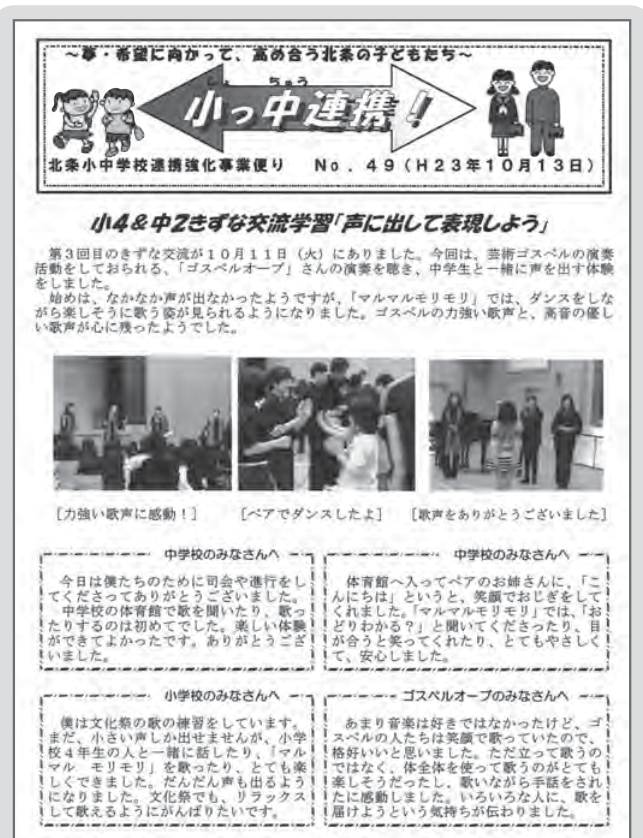 ～夢・希望に向かって、高め合う北条の子どもたち～
しょ ちゅう
小っ中連携！
北条小中学校連携強化事業便り No．49（H23年10月13日）
小4＆中2きずな交流学習「声に出して表現しよう」
第3回目のきずな交流が10月11日（火）にありました。今回は、芸術ゴスペルの演奏
活動をしておられる、「ゴスペルオーブ」さんの演奏を聴き、中学生と一緒に声を出す体験
をしました。
始めは、なかなか声が出なかったようですが、「マルマルモリモリ」では、ダンスをしな
がら楽しそうに歌う姿が見られるようになりました。ゴスペルの力強い歌声と、高音の優し
い歌声が心に残ったようでした。
［力強い歌声に感動！］ ［ペアでダンスしたよ］ ［歌声をありがとうございました］
中学校のみなさんへ
今日は僕たちのために司会や進行をし
てくださってありがとうございました。
中学校の体育館で歌を聞いたり、歌っ
たりするのは初めてでした。楽しい体験
ができてよかったです。ありがとうござ
いました。
中学校のみなさんへ
体育館へ入ってペアのお姉さんに、「こ
んにちは」というと、笑顔でおじぎをして
くれました。「マルマルモリモリ」では、「お
どりわかる？」と聞いてくださったり、目
が合うと笑ってくれたり、とてもやさしく
て、安心しました。
小学校のみなさんへ
僕は文化祭の歌の練習をしています。
まだ、小さい声しか出せませんが、小学
校4年生の人と一緒に話したり、「マル
マル モリモリ」を歌ったり、とても楽
しくできました。だんだん声も出るよう
になりました。文化祭でも、リラックス
して歌えるようにがんばりたいです。
ゴスペルオーブのみなさんへ
あまり音楽は好きではなかったけど、ゴ
スペルの人たちは笑顔で歌っていたので、
格好いいと思いました。ただ立って歌うの
ではなく、体全体を使って歌うのがとても
楽しそうだったし、歌いながら手話をされ
たに感動しました。いろいろな人に、歌を
届けようという気持ちが伝わりました。